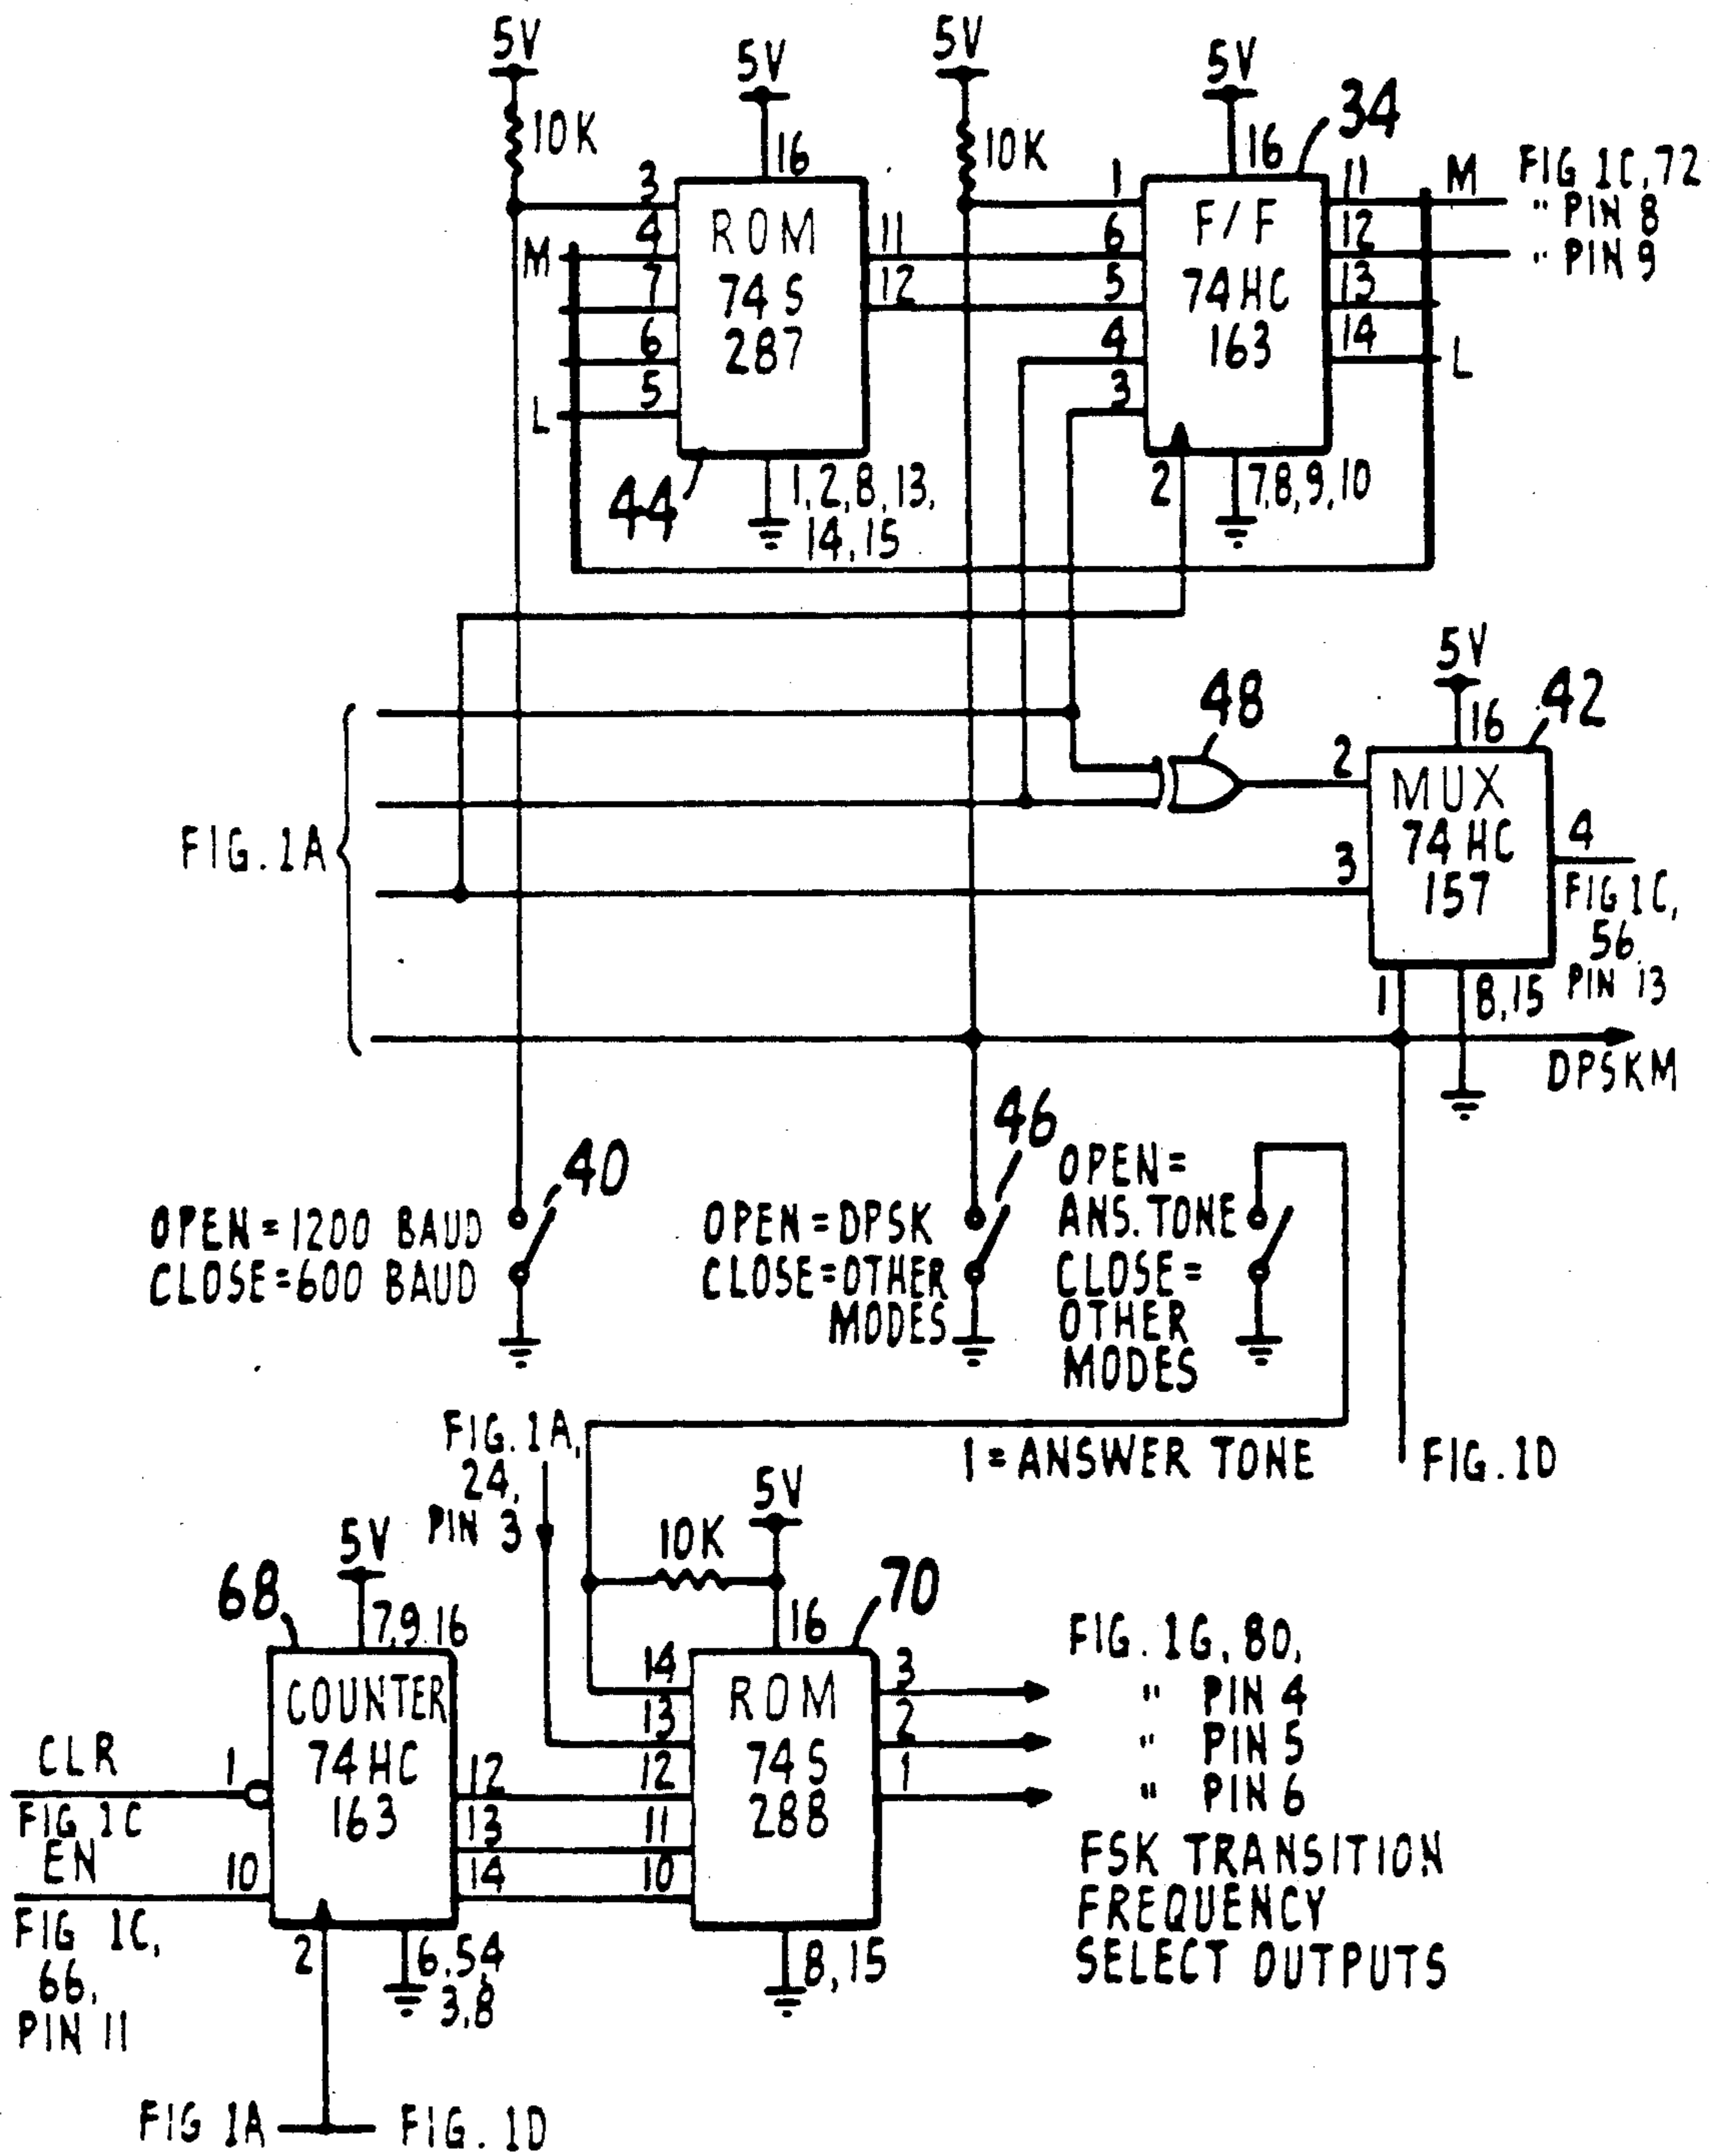 5V
5V
5V
5V
10K
16
10K
16
34
3
4
7
6
5
M
L
ROM
74S
287
11
12
1
6
5
4
3
F/F
74HC
163
11
12
13
14
M
L
FIG 1C, 72
" PIN 8
" PIN 9
44
1, 2, 8, 13,
14, 15
2
7,8,9,10
5V
48
16
42
2
3
MUX
74HC
157
4
FIG. 1A
FIG 1C,
56
PIN 13
1
8,15
DPSKM
40
OPEN=1200 BAUD
CLOSE=600 BAUD
46
OPEN=DPSK
CLOSE=OTHER
MODES
OPEN=
ANS. TONE
CLOSE=
OTHER
MODES
FIG. 1A,
24,
PIN 3
1=ANSWER TONE
FIG. 1D
5V
10K
5V
68
7,9,16
16
70
COUNTER
74HC
163
CLR
1
FIG 1C
EN
10
FIG 1C,
66,
PIN 11
12
13
14
14
13
12
11
10
ROM
74S
288
3
2
1
FIG. 1G, 80,
" PIN 4
" PIN 5
" PIN 6
FSK TRANSITION
FREQUENCY
SELECT OUTPUTS
2
6,5,4
3,8
8,15
FIG 1A
FIG. 1D